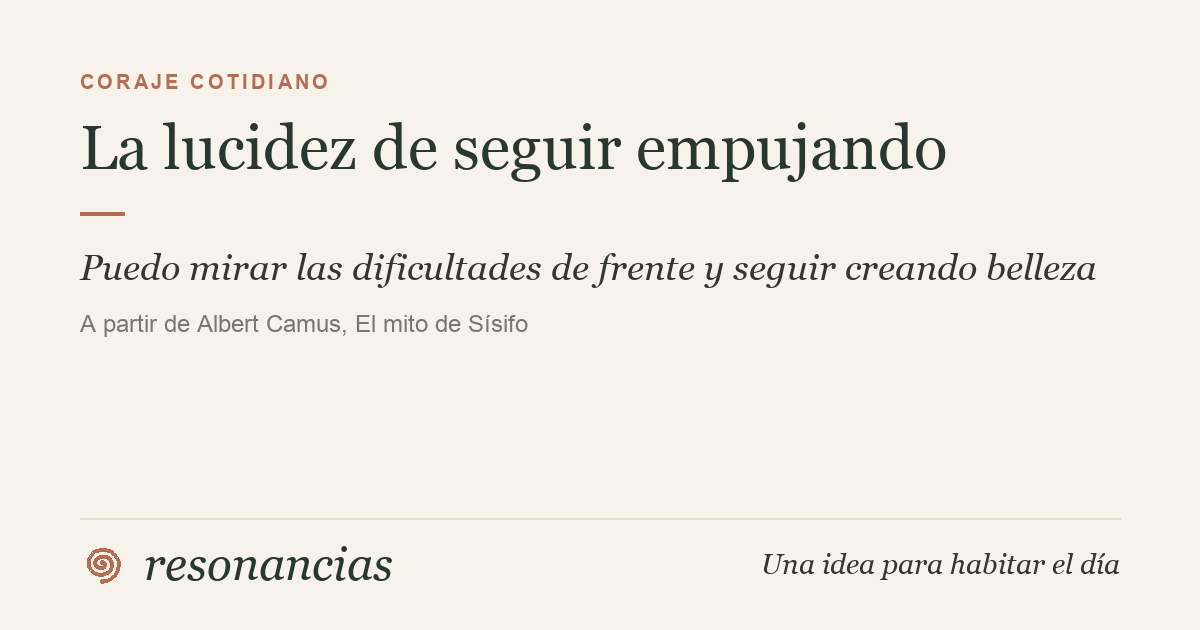 CORAJE COTIDIANO
La lucidez de seguir empujando
Puedo mirar las dificultades de frente y seguir creando belleza
A partir de Albert Camus, El mito de Sísifo
resonancias
Una idea para habitar el día